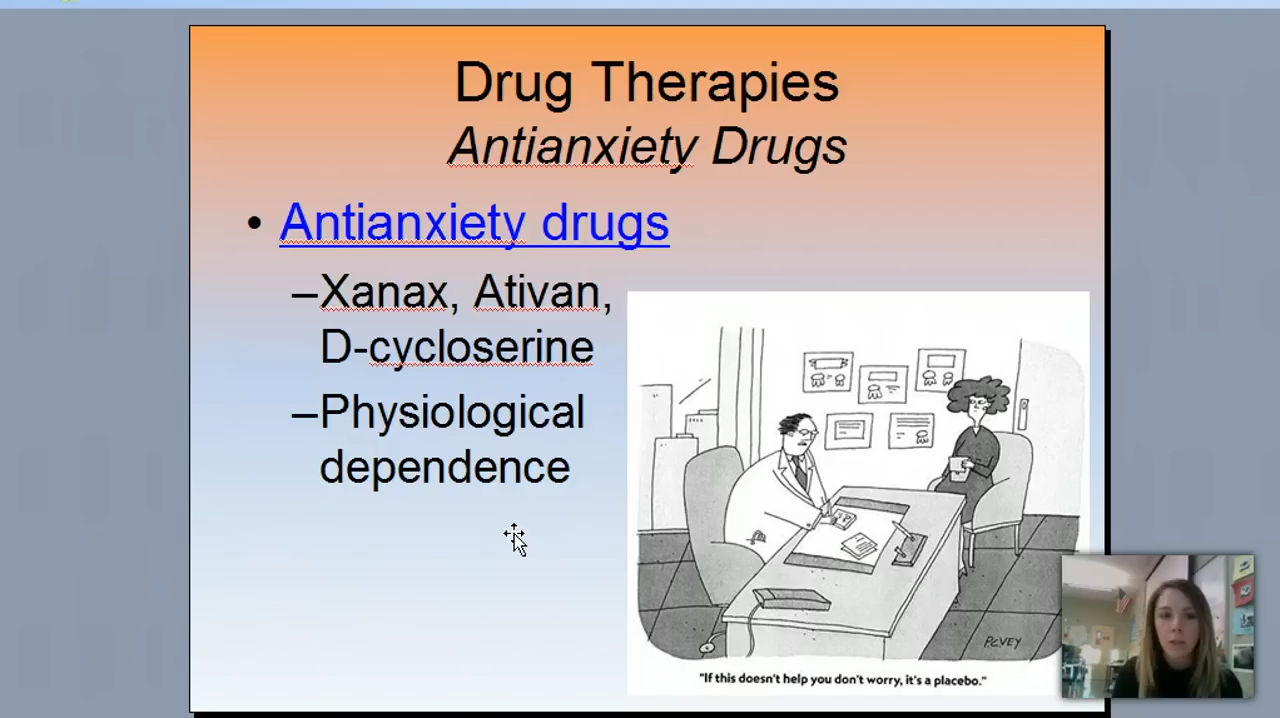 Drug Therapies
Antianxiety Drugs
• Antianxiety drugs
–Xanax, Ativan,
D-cycloserine
–Physiological
dependence
P.C.VEY
"If this doesn't help you don't worry, it's a placebo."